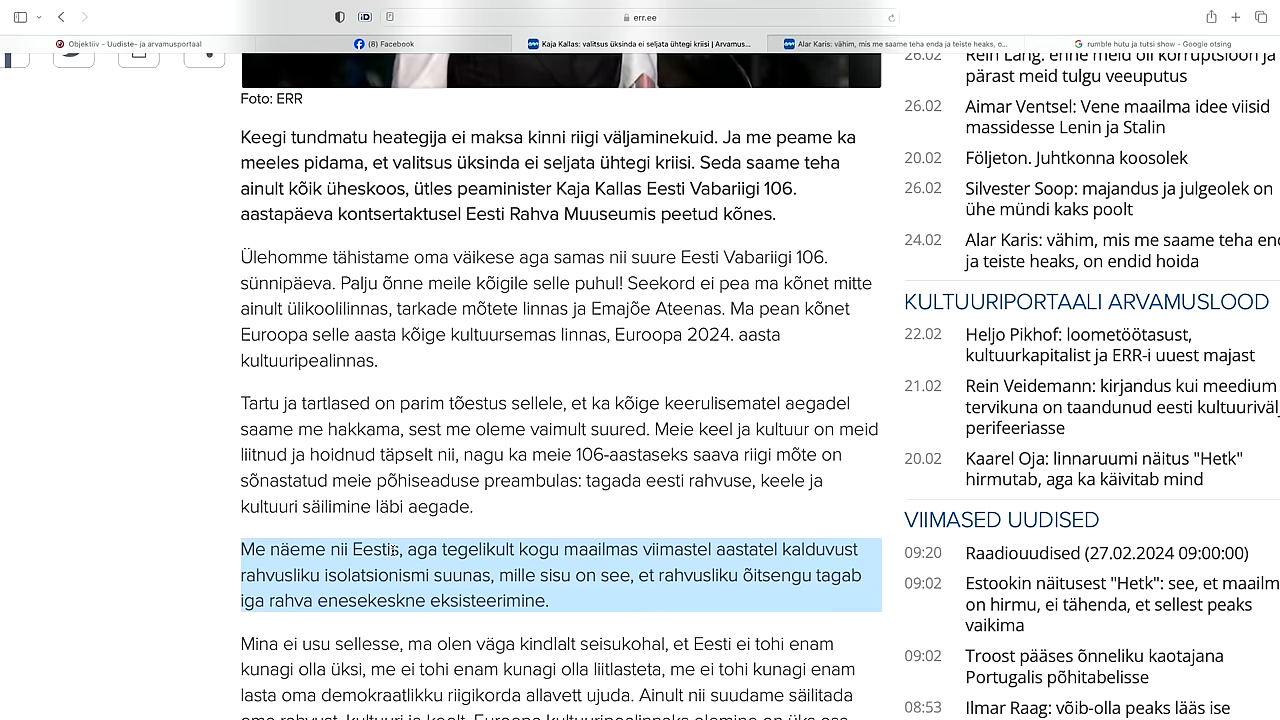 err.ee
Objektiiv - Uudiste- ja arvamusportaal
(8) Facebook
Kaja Kallas: valitsus üksinda ei seljata ühtegi kriisi | Arvamus...
Alar Karis: vähim, mis me saame teha enda ja teiste heaks, o...
rumble hutu ja tutsi show - Google otsing
Foto: ERR
Keegi tundmatu heategija ei maksa kinni riigi väljaminekuid. Ja me peame ka
meeles pidama, et valitsus üksinda ei seljata ühtegi kriisi. Seda saame teha
ainult kõik üheskoos, ütles peaminister Kaja Kallas Eesti Vabariigi 106.
aastapäeva kontsertaktusel Eesti Rahva Muuseumis peetud kõnes.
Ülehomme tähistame oma väikese aga samas nii suure Eesti Vabariigi 106.
sünnipäeva. Palju õnne meile kõigile selle puhul! Seekord ei pea ma kõnet mitte
ainult ülikoolilinnas, tarkade mõtete linnas ja Emajõe Ateenas. Ma pean kõnet
Euroopa selle aasta kõige kultuursemas linnas, Euroopa 2024. aasta
kultuuripealinnas.
Tartu ja tartlased on parim tõestus sellele, et ka kõige keerulisematel aegadel
saame me hakkama, sest me oleme vaimult suured. Meie keel ja kultuur on meid
liitnud ja hoidnud täpselt nii, nagu ka meie 106-aastaseks saava riigi mõte on
sõnastatud meie põhiseaduse preambulas: tagada eesti rahvuse, keele ja
kultuuri säilimine läbi aegade.
Me näeme nii Eestis, aga tegelikult kogu maailmas viimastel aastatel kalduvust
rahvusliku isolatsionismi suunas, mille sisu on see, et rahvusliku õitsengu tagab
iga rahva enesekeskne eksisteerimine.
Mina ei usu sellesse, ma olen väga kindlalt seisukohal, et Eesti ei tohi enam
kunagi olla üksi, me ei tohi enam kunagi olla liitlasteta, me ei tohi kunagi enam
lasta oma demokraatlikku riigikorda allavett ujuda. Ainult nii suudame säilitada
oma rahvust, kultuuri ja keelt. Euroopa kultuuripealinnaks olemine on üks osa
26.02 Rein Lang: enne meid oli korruptsioon ja
pärast meid tulgu veeuputus
26.02 Aimar Ventsel: Vene maailma idee viisid
massidesse Lenin ja Stalin
20.02 Följeton. Juhtkonna koosolek
26.02 Silvester Soop: majandus ja julgeolek on
ühe mündi kaks poolt
24.02 Alar Karis: vähim, mis me saame teha end
ja teiste heaks, on endid hoida
KULTUURIPORTAALI ARVAMUSLOOD
22.02 Heljo Pikhof: loometöötasust,
kultuurkapitalist ja ERR-i uuest majast
21.02 Rein Veidemann: kirjandus kui meedium
tervikuna on taandunud eesti kultuurivälj
perifeeriasse
20.02 Kaarel Oja: linnaruumi näitus "Hetk"
hirmutab, aga ka käivitab mind
VIIMASED UUDISED
09:20 Raadiouudised (27.02.2024 09:00:00)
09:02 Estookin näitusest "Hetk": see, et maailm
on hirmu, ei tähenda, et sellest peaks
vaikima
09:02 Troost pääses õnneliku kaotajana
Portugalis põhitabelisse
08:53 Ilmar Raag: võib-olla peaks lääs ise